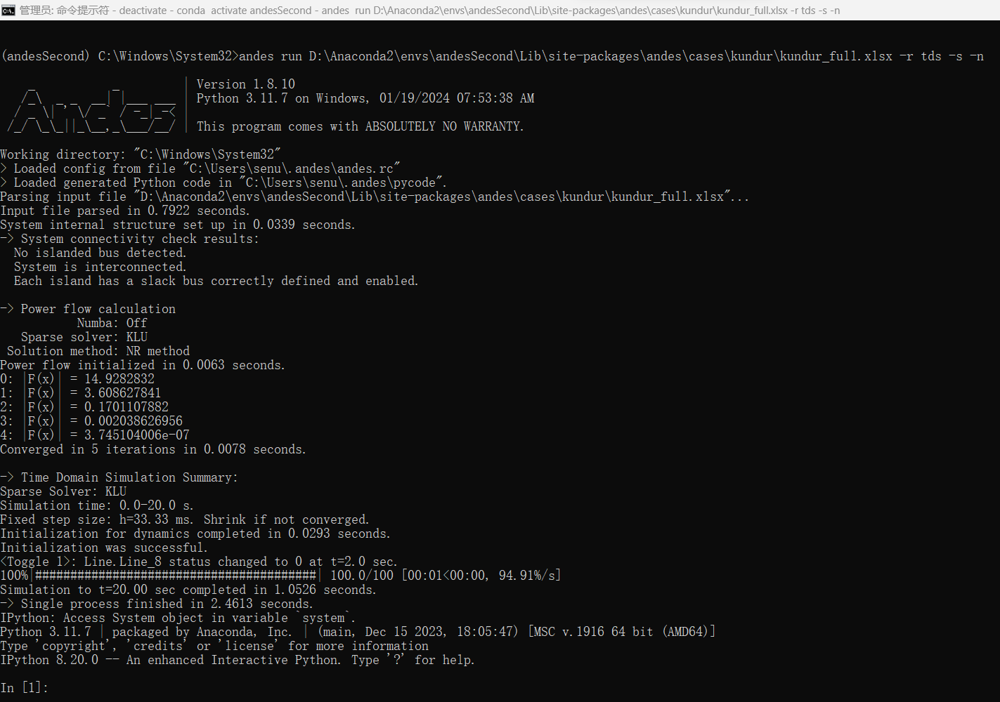 管理员: 命令提示符 - deactivate - conda  activate andesSecond - andes  run D:\Anaconda2\envs\andesSecond\Lib\site-packages\andes\cases\kundur\kundur_full.xlsx -r tds -s -n
(andesSecond) C:\Windows\System32>andes run D:\Anaconda2\envs\andesSecond\Lib\site-packages\andes\cases\kundur\kundur_full.xlsx -r tds -s -n
Andes
| Version 1.8.10
| Python 3.11.7 on Windows, 01/19/2024 07:53:38 AM
|
| This program comes with ABSOLUTELY NO WARRANTY.
Working directory: "C:\Windows\System32"
> Loaded config from file "C:\Users\senu\.andes\andes.rc"
> Loaded generated Python code in "C:\Users\senu\.andes\pycode".
Parsing input file "D:\Anaconda2\envs\andesSecond\Lib\site-packages\andes\cases\kundur\kundur_full.xlsx"...
Input file parsed in 0.7922 seconds.
System internal structure set up in 0.0339 seconds.
-> System connectivity check results:
  No islanded bus detected.
  System is interconnected.
  Each island has a slack bus correctly defined and enabled.
-> Power flow calculation
           Numba: Off
   Sparse solver: KLU
 Solution method: NR method
Power flow initialized in 0.0063 seconds.
0: |F(x)| = 14.9282832
1: |F(x)| = 3.608627841
2: |F(x)| = 0.1701107882
3: |F(x)| = 0.002038626956
4: |F(x)| = 3.745104006e-07
Converged in 5 iterations in 0.0078 seconds.
-> Time Domain Simulation Summary:
Sparse Solver: KLU
Simulation time: 0.0-20.0 s.
Fixed step size: h=33.33 ms. Shrink if not converged.
Initialization for dynamics completed in 0.0293 seconds.
Initialization was successful.
<Toggle 1>: Line.Line_8 status changed to 0 at t=2.0 sec.
100%|########################################| 100.0/100 [00:01<00:00, 94.91%/s]
Simulation to t=20.00 sec completed in 1.0526 seconds.
-> Single process finished in 2.4613 seconds.
IPython: Access System object in variable `system`.
Python 3.11.7 | packaged by Anaconda, Inc. | (main, Dec 15 2023, 18:05:47) [MSC v.1916 64 bit (AMD64)]
Type 'copyright', 'credits' or 'license' for more information
IPython 8.20.0 -- An enhanced Interactive Python. Type '?' for help.
In [1]: